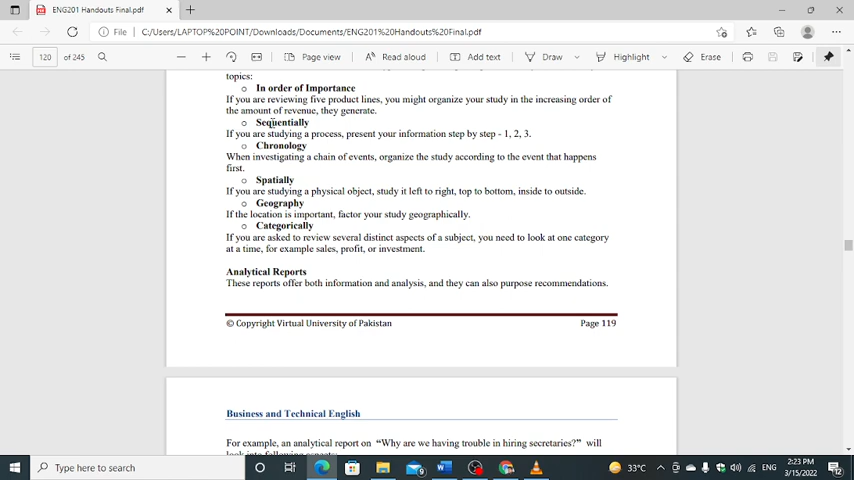 ENG201 Handouts Final.pdf
File
C:/Users/LAPTOP%20POINT/Downloads/Documents/ENG201%20Handouts%20Final.pdf
120 of 245
Page view
Read aloud
Add text
Draw
Highlight
Erase
topics:
o In order of Importance
If you are reviewing five product lines, you might organize your study in the increasing order of
the amount of revenue, they generate.
o Sequentially
If you are studying a process, present your information step by step - 1, 2, 3.
o Chronology
When investigating a chain of events, organize the study according to the event that happens
first.
o Spatially
If you are studying a physical object, study it left to right, top to bottom, inside to outside.
o Geography
If the location is important, factor your study geographically.
o Categorically
If you are asked to review several distinct aspects of a subject, you need to look at one category
at a time, for example sales, profit, or investment.
Analytical Reports
These reports offer both information and analysis, and they can also purpose recommendations.
© Copyright Virtual University of Pakistan
Page 119
Business and Technical English
For example, an analytical report on "Why are we having trouble in hiring secretaries?" will
look into following aspects:
Type here to search
33°C
ENG
2:23 PM
3/15/2022